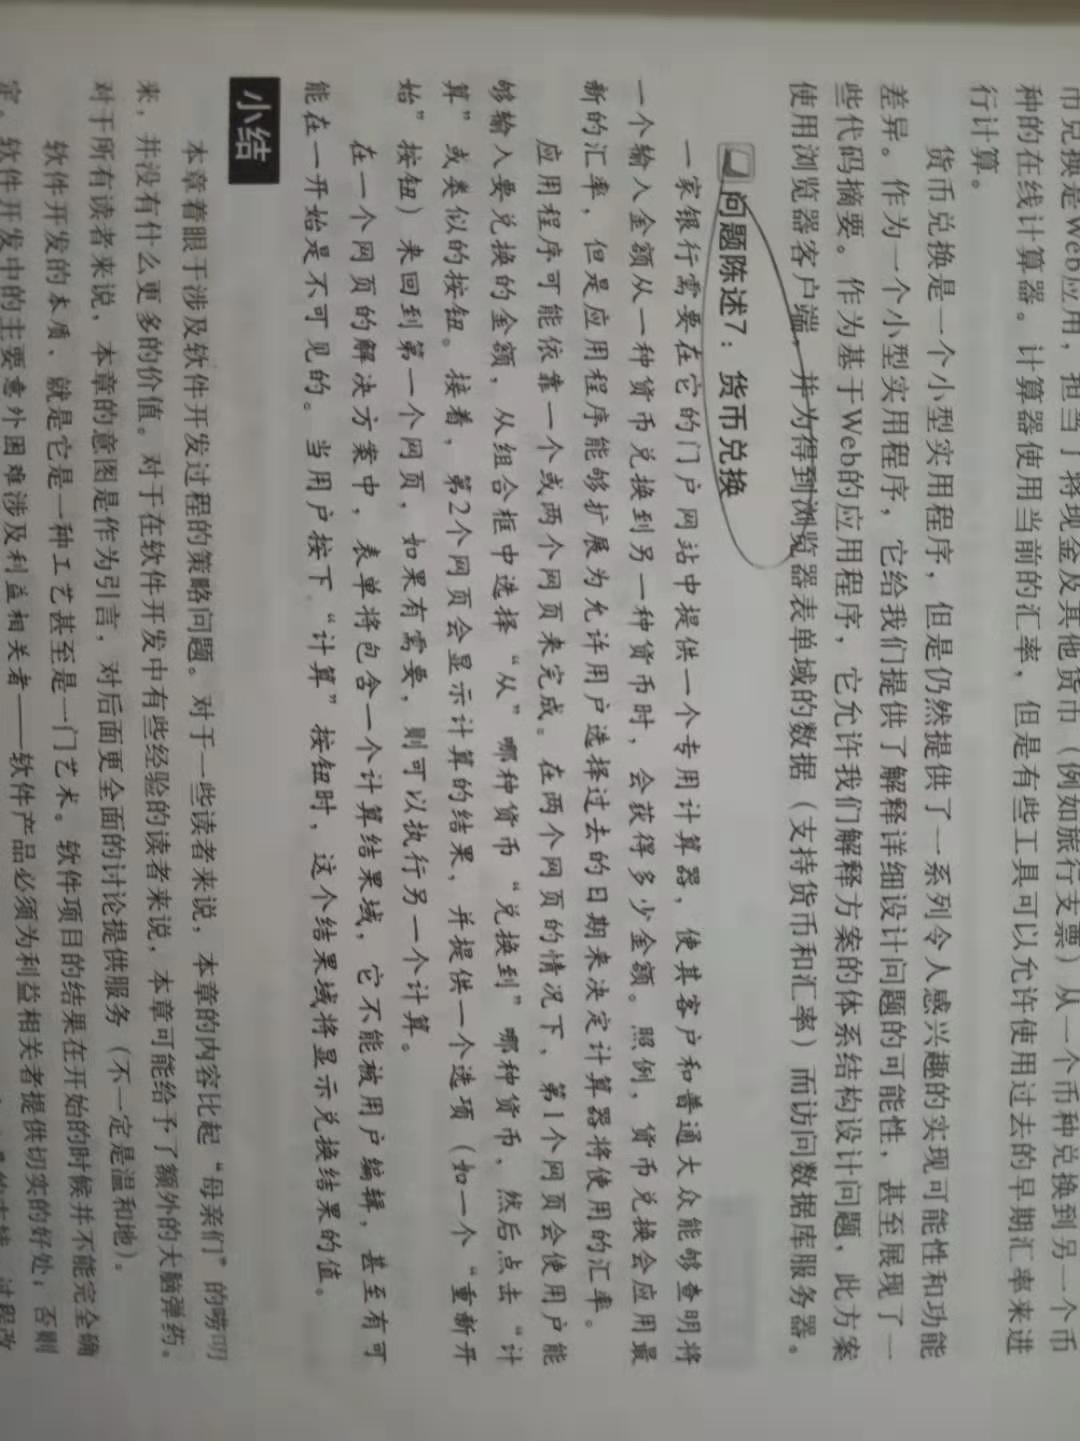 币兑换是Web应用，担当了将现金及其他货币（例如旅行支票）从一个币种兑换到另一个币
种的在线计算器。计算器使用当前的汇率，但是有些工具可以允许使用过去的早期汇率来进
行计算。
货币兑换是一个小型实用程序，但是仍然提供了一系列令人感兴趣的实现可能性和功能
差异。作为一个小型实用程序，它给我们提供了解释详细设计问题的可能性，甚至展现了一
些代码摘要。作为基于Web的应用程序，它允许我们解释方案的体系结构设计问题，此方案
使用浏览器客户端，并为得到浏览器表单域的数据（支持货币和汇率）而访问数据库服务器。
问题陈述7：货币兑换
一家银行需要在它的门户网站中提供一个专用计算器，使其客户和普通大众能够查明将
一个输入金额从一种货币兑换到另一种货币时，会获得多少金额。照例，货币兑换会应用最
新的汇率，但是应用程序能够扩展为允许用户选择过去的日期来决定计算器将使用的汇率。
应用程序可能依靠一个或两个网页来完成。在两个网页的情况下，第1个网页会使用户能
够输入要兑换的金额，从组合框中选择“从”哪种货币“兑换到”哪种货币，然后点击“计
算”或类似的按钮。接着，第2个网页会显示计算的结果，并提供一个选项（如一个“重新开
始”按钮）来回到第一个网页，如果有需要，则可以执行另一个计算。
在一个网页的解决方案中，表单将包含一个计算结果域，它不能被用户编辑，甚至有可
能在一开始是不可见的。当用户按下“计算”按钮时，这个结果域将显示兑换结果的值。
小结
本章着眼于涉及软件开发过程的策略问题。对于一些读者来说，本章的内容比起“母亲们”的唠叨
来，并没有什么更多的价值。对于在软件开发中有些经验的读者来说，本章可能给予了额外的大脑弹药。
对于所有读者来说，本章的意图是作为引言，对后面更全面的讨论提供服务（不一定是温和地）。
软件开发的本质，就是它是一种工艺甚至是一门艺术。软件项目的结果在开始的时候并不能完全确
定。软件开发中的主要意外困难涉及利益相关者——软件产品必须为利益相关者提供切实的好处；否则